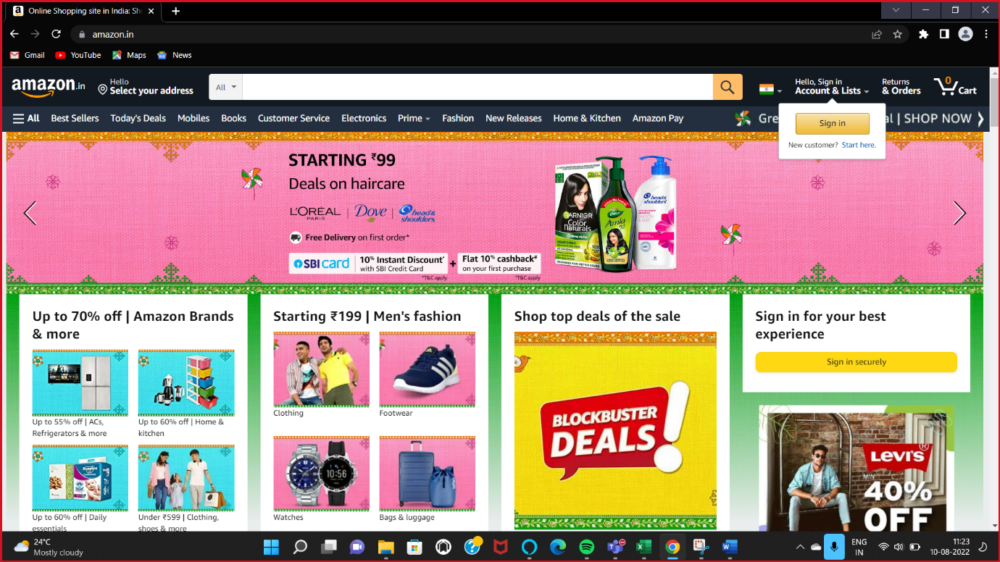 Online Shopping site in India: Sh
amazon.in
Gmail
YouTube
Maps
News
amazon.in
Hello
Select your address
All
Hello, Sign in
Account & Lists
Returns
& Orders
0
Cart
All
Best Sellers
Today's Deals
Mobiles
Books
Customer Service
Electronics
Prime
Fashion
New Releases
Home & Kitchen
Amazon Pay
Gre
al | SHOP NOW
Sign in
New customer? Start here.
STARTING ₹99
Deals on haircare
L'ORÉAL PARIS | Dove | head & shoulders
Free Delivery on first order*
SBI card
10% Instant Discount*
with SBI Credit Card
*T&C apply
+
Flat 10% cashback#
on your first purchase
*T&C apply
GARNIER
Color
naturals
Crème riche
Dabur
Amla
head &
shoulders
SMOOTH
& SILKY
Up to 70% off | Amazon Brands
& more
Up to 55% off | ACs,
Refrigerators & more
Up to 60% off | Home &
kitchen
Up to 60% off | Daily
essentials
Under ₹599 | Clothing,
shoes & more
Starting ₹199 | Men's fashion
Clothing
Footwear
10:56
Watches
Bags & luggage
Shop top deals of the sale
BLOCKBUSTER
DEALS!
Sign in for your best
experience
Sign in securely
LEVI'S®
MIN
40%
OFF
24°C
Mostly cloudy
ENG
IN
11:23
10-08-2022